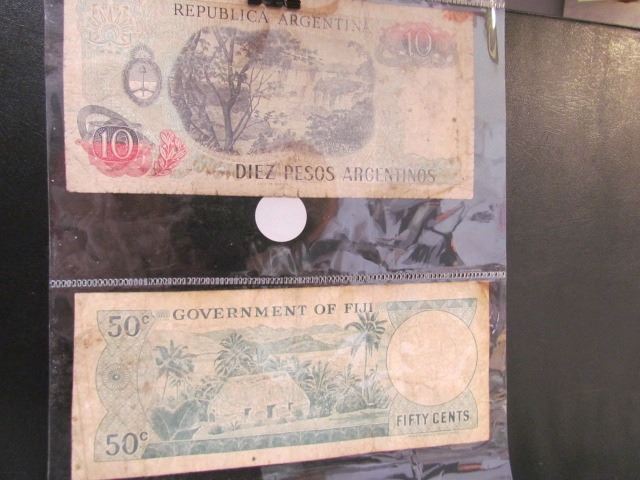 REPUBLICA ARGENTINA
10
10
DIEZ PESOS ARGENTINOS
50c
GOVERNMENT OF FIJI
50c
FIFTY CENTS